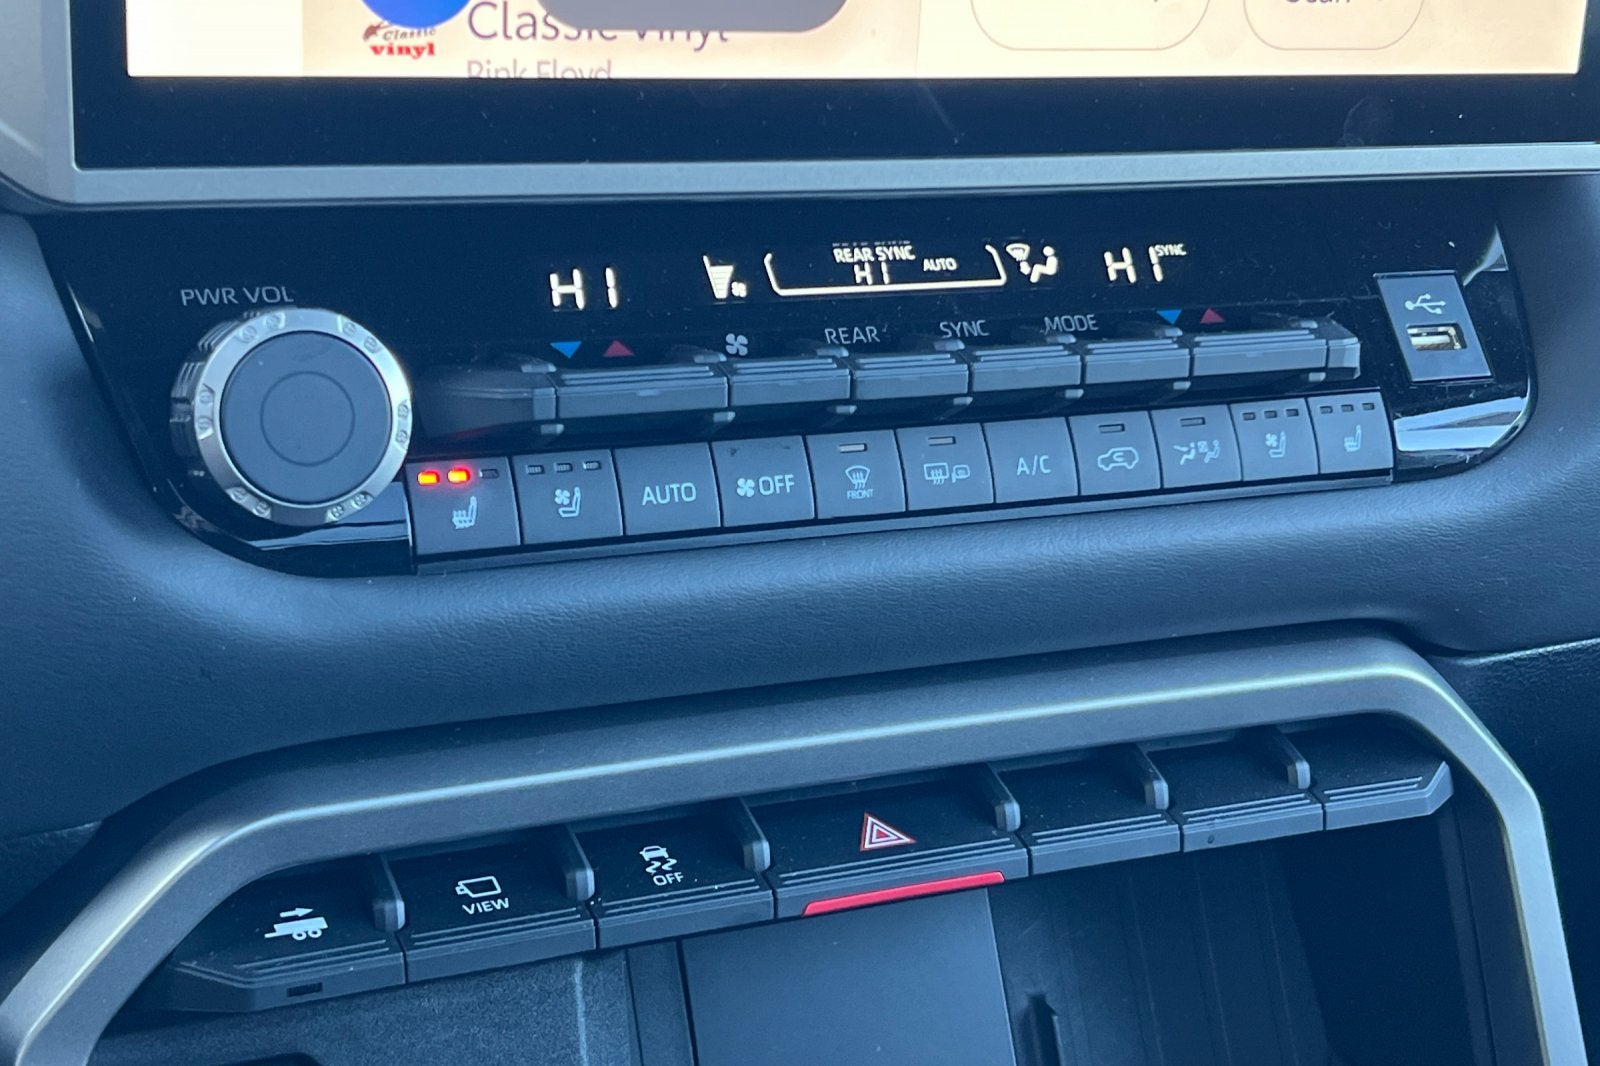 Classic
vinyl
Classic Vinyl
Pink Floyd
Scan
PWR VOL
HI
REAR SYNC
HI AUTO
HI SYNC
REAR SYNC MODE
AUTO
OFF
FRONT
A/C
VIEW
OFF